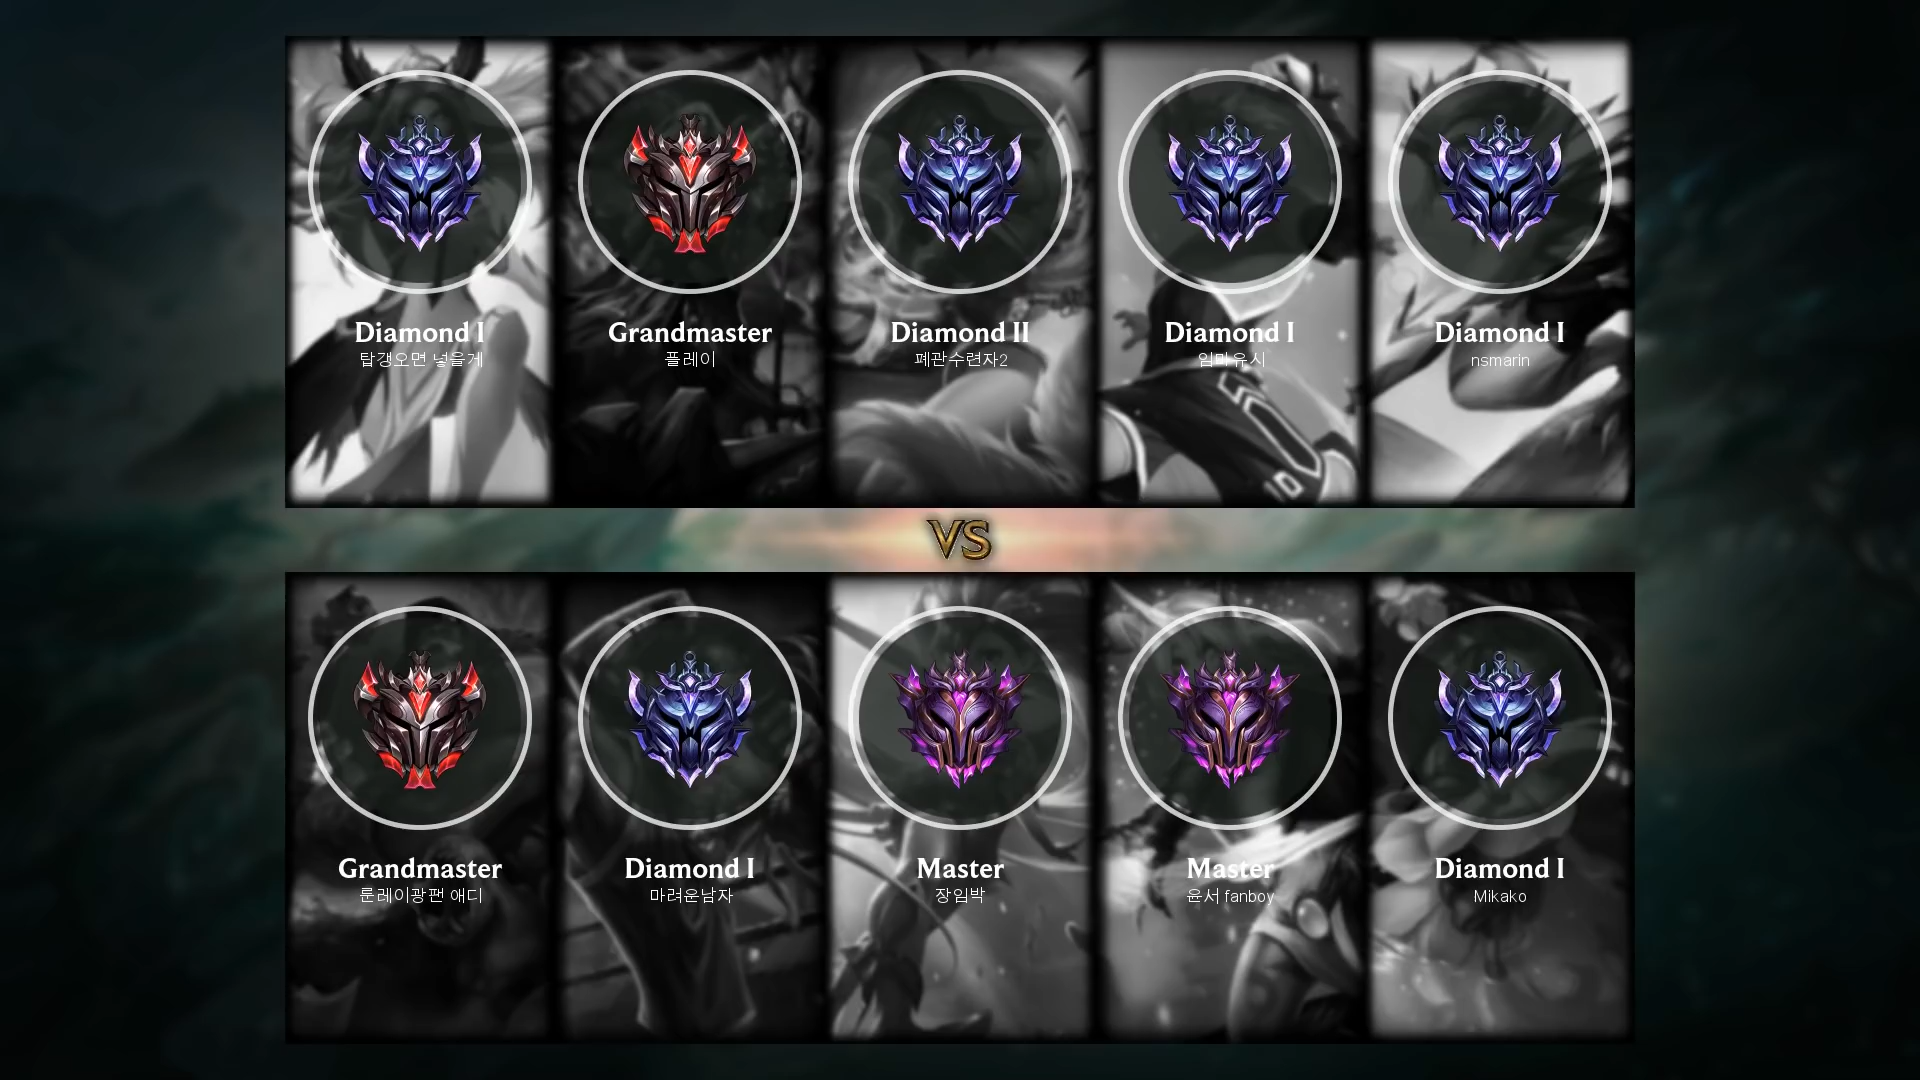 Diamond I
탑갱오면 넣을게
Grandmaster
플레이
Diamond II
폐관수련자2
Diamond I
임마유시
Diamond I
nsmarin
VS
Grandmaster
룬레이광팬 애디
Diamond I
마려운남자
Master
장임박
Master
윤서 fanboy
Diamond I
Mikako